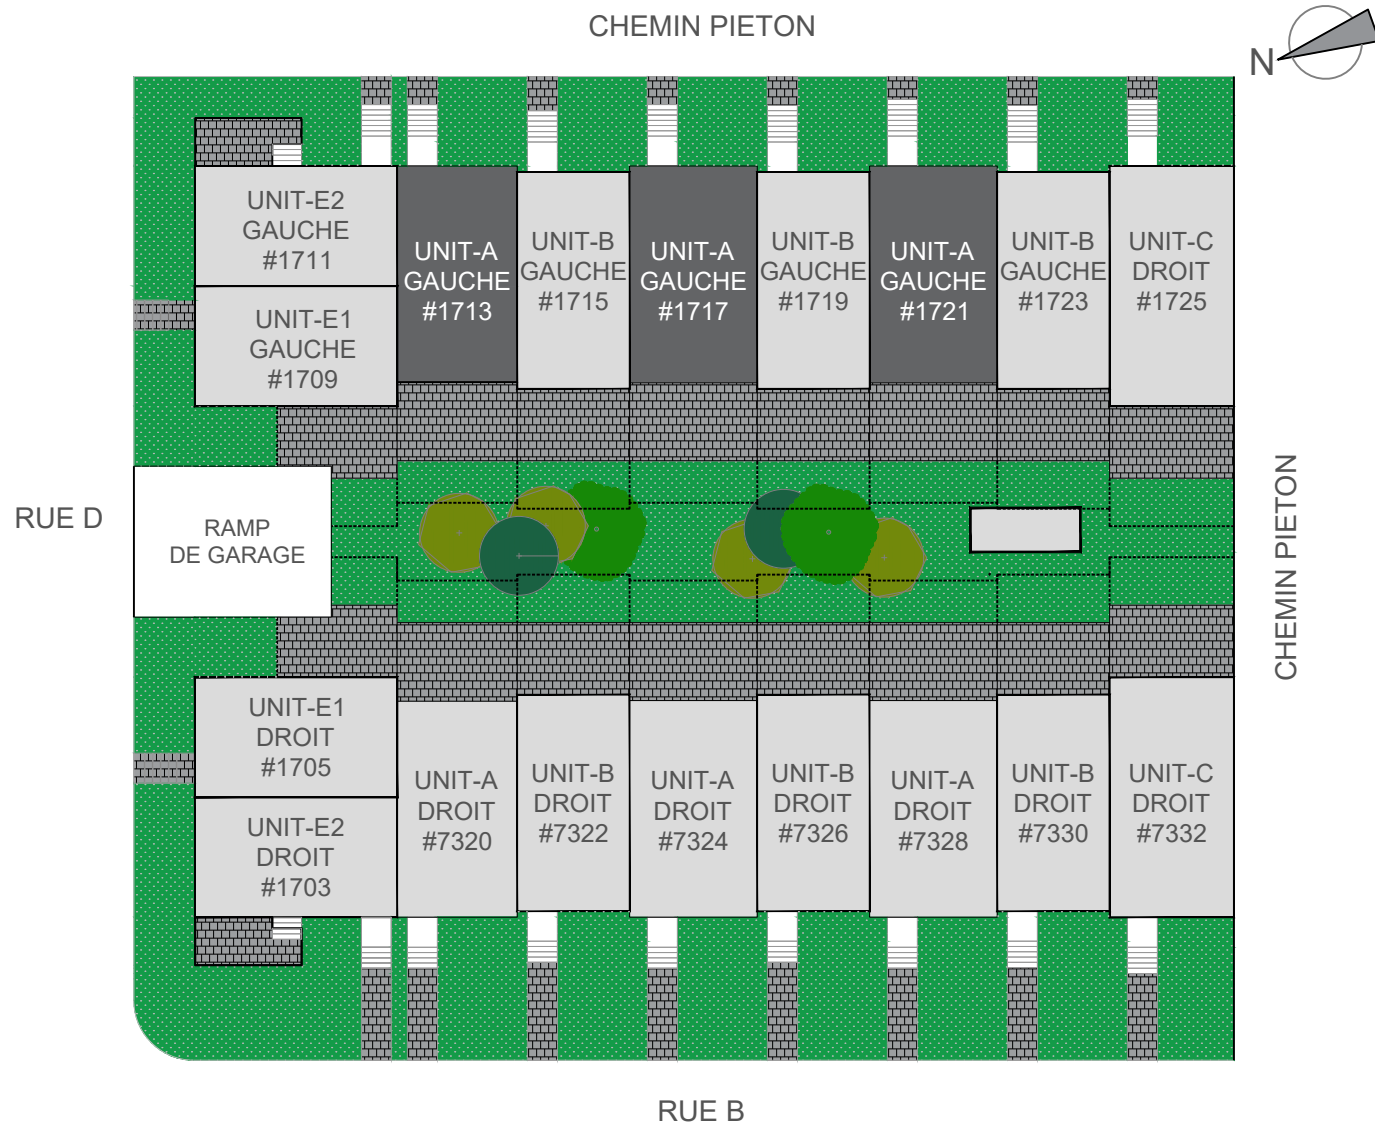 CHEMIN PIETON
N
UNIT-E2
GAUCHE
#1711
UNIT-E1
GAUCHE
#1709
UNIT-A
GAUCHE
#1713
UNIT-B
GAUCHE
#1715
UNIT-A
GAUCHE
#1717
UNIT-B
GAUCHE
#1719
UNIT-A
GAUCHE
#1721
UNIT-B
GAUCHE
#1723
UNIT-C
DROIT
#1725
RUE D
RAMP
DE GARAGE
CHEMIN PIETON
UNIT-E1
DROIT
#1705
UNIT-E2
DROIT
#1703
UNIT-A
DROIT
#7320
UNIT-B
DROIT
#7322
UNIT-A
DROIT
#7324
UNIT-B
DROIT
#7326
UNIT-A
DROIT
#7328
UNIT-B
DROIT
#7330
UNIT-C
DROIT
#7332
RUE B